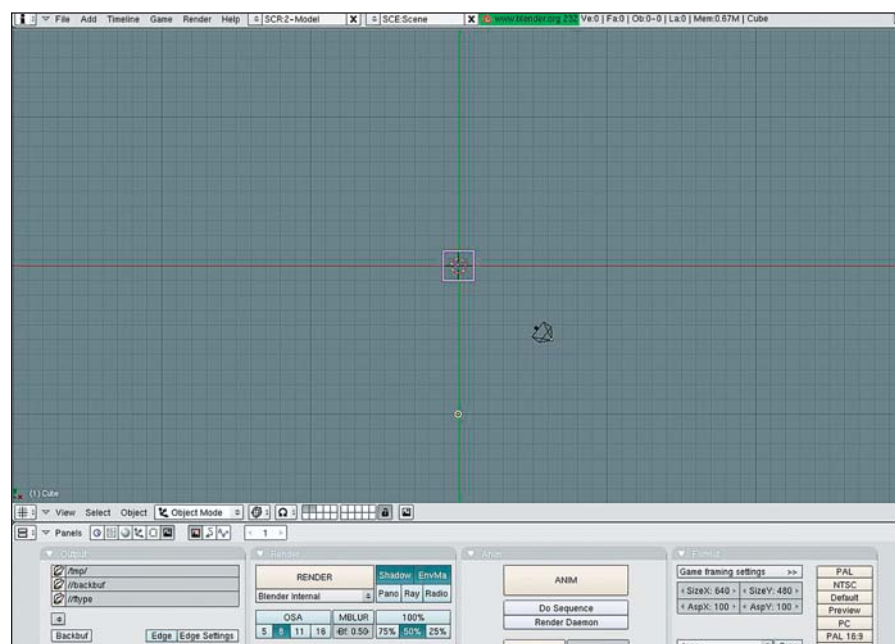 File Add Timeline Game Render Help SCR:2-Model X SCE:Scene X www.blender.org 232 Ve:0 | Fa:0 | Ob:0-0 | La:0 | Mem:0.67M | Cube
(1) Cube
View Select Object Object Mode
Panels 1
Output Render Anim Format
/tmp/
//backbuf
//ftype
Backbuf Edge Edge Settings
RENDER Shadow EnvMa
Blender Internal Pano Ray Radio
OSA MBLUR 100%
5 8 11 16 Bf: 0.50 75% 50% 25%
ANIM
Do Sequence
Render Daemon
Game framing settings >>
SizeX: 640 SizeY: 480
AspX: 100 AspY: 100
PAL
NTSC
Default
Preview
PC
PAL 16:9